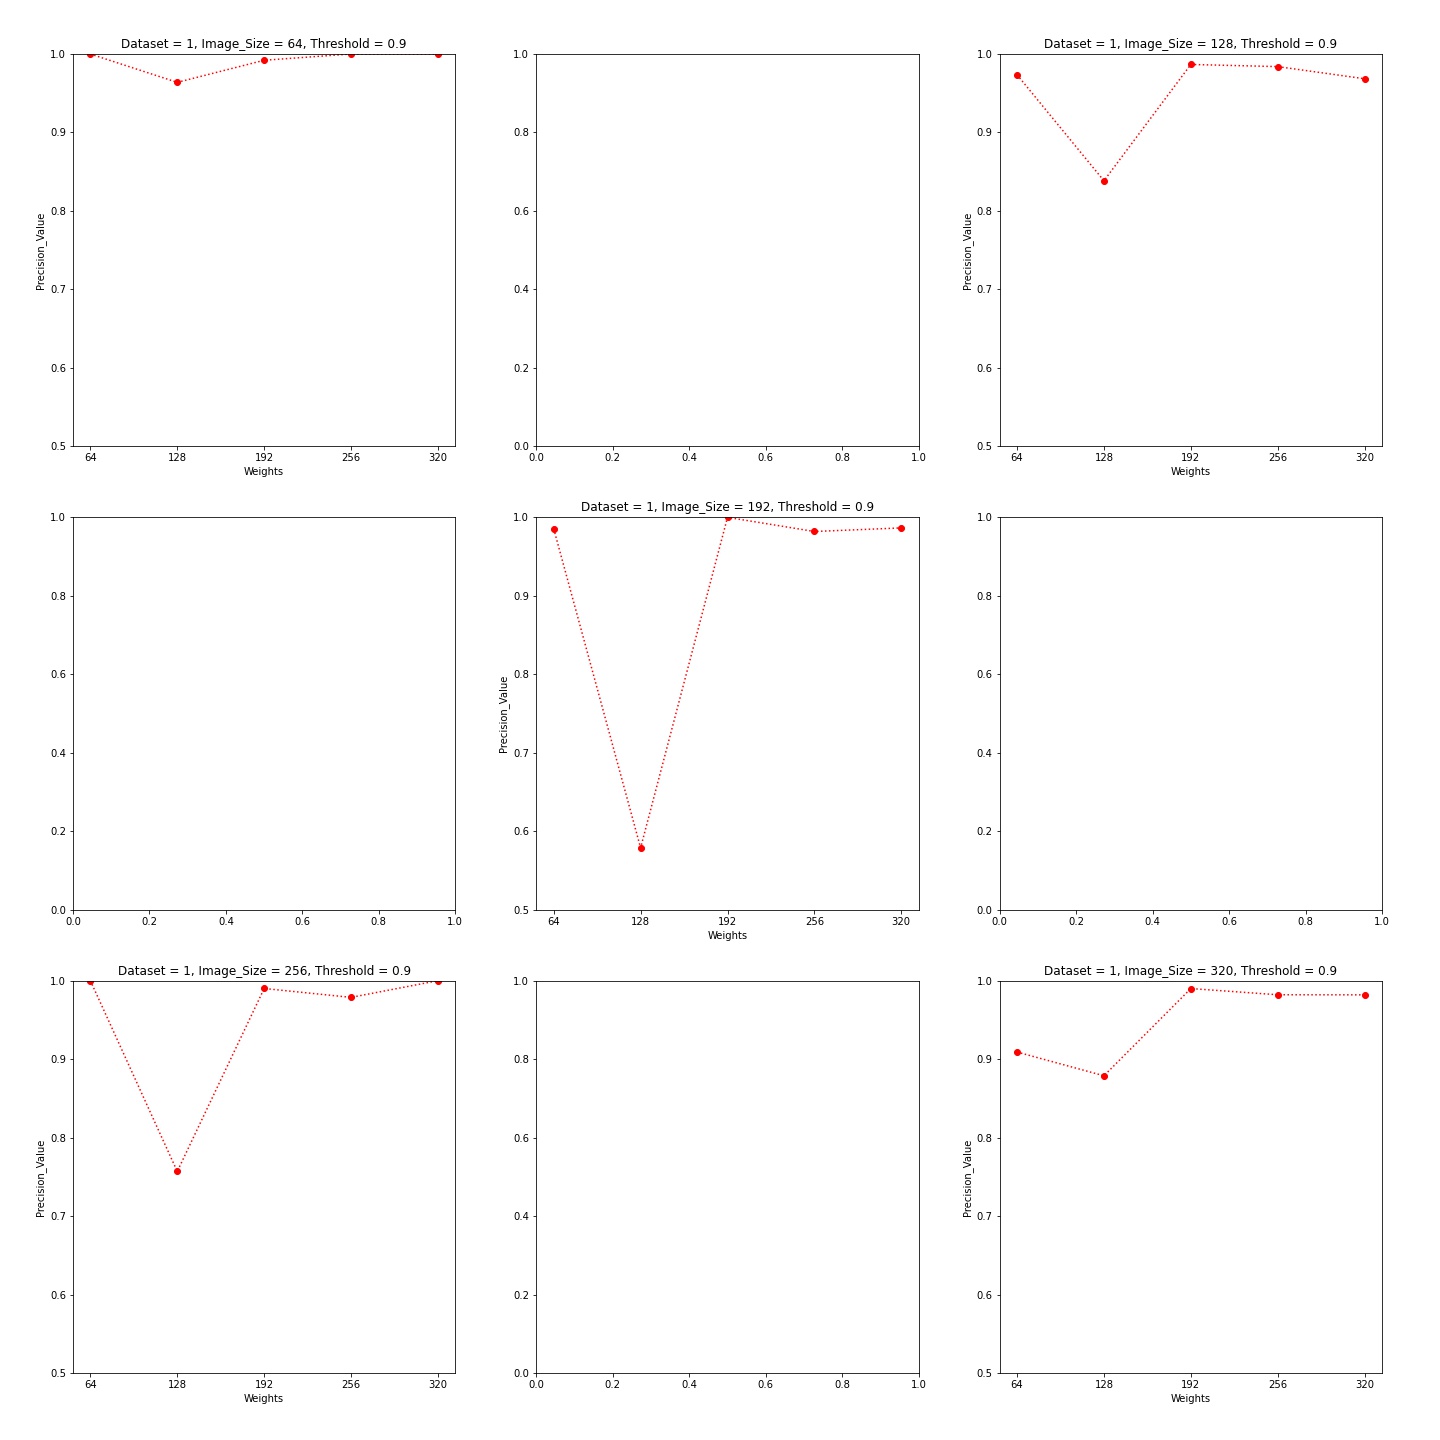 Dataset = 1, Image_Size = 64, Threshold = 0.9
1.0
0.9
0.8
0.7
0.6
0.5
Precision_Value
64 128 192 256 320
Weights
1.0
0.8
0.6
0.4
0.2
0.0
0.0 0.2 0.4 0.6 0.8 1.0
Dataset = 1, Image_Size = 128, Threshold = 0.9
1.0
0.9
0.8
0.7
0.6
0.5
Precision_Value
64 128 192 256 320
Weights
1.0
0.8
0.6
0.4
0.2
0.0
0.0 0.2 0.4 0.6 0.8 1.0
Dataset = 1, Image_Size = 192, Threshold = 0.9
1.0
0.9
0.8
0.7
0.6
0.5
Precision_Value
64 128 192 256 320
Weights
1.0
0.8
0.6
0.4
0.2
0.0
0.0 0.2 0.4 0.6 0.8 1.0
Dataset = 1, Image_Size = 256, Threshold = 0.9
1.0
0.9
0.8
0.7
0.6
0.5
Precision_Value
64 128 192 256 320
Weights
1.0
0.8
0.6
0.4
0.2
0.0
0.0 0.2 0.4 0.6 0.8 1.0
Dataset = 1, Image_Size = 320, Threshold = 0.9
1.0
0.9
0.8
0.7
0.6
0.5
Precision_Value
64 128 192 256 320
Weights